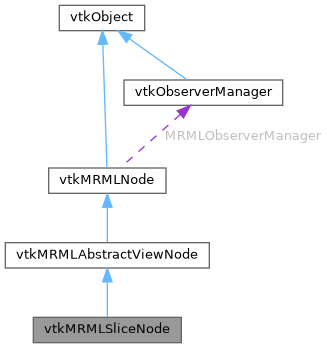 vtkObject
vtkObserverManager
MRMLObserverManager
vtkMRMLNode
vtkMRMLAbstractViewNode
vtkMRMLSliceNode